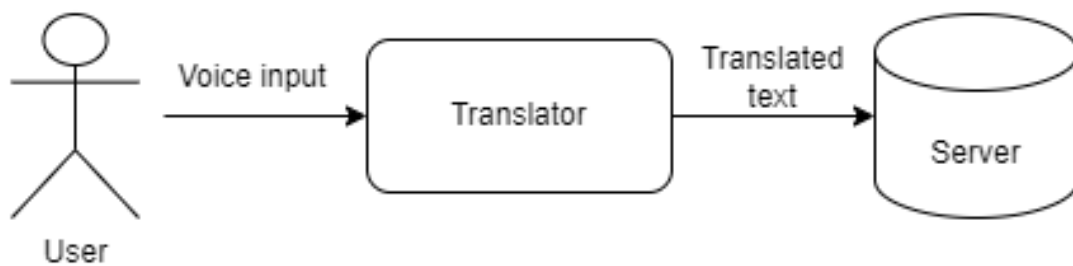 Voice input
Translator
Translated
text
Server
User